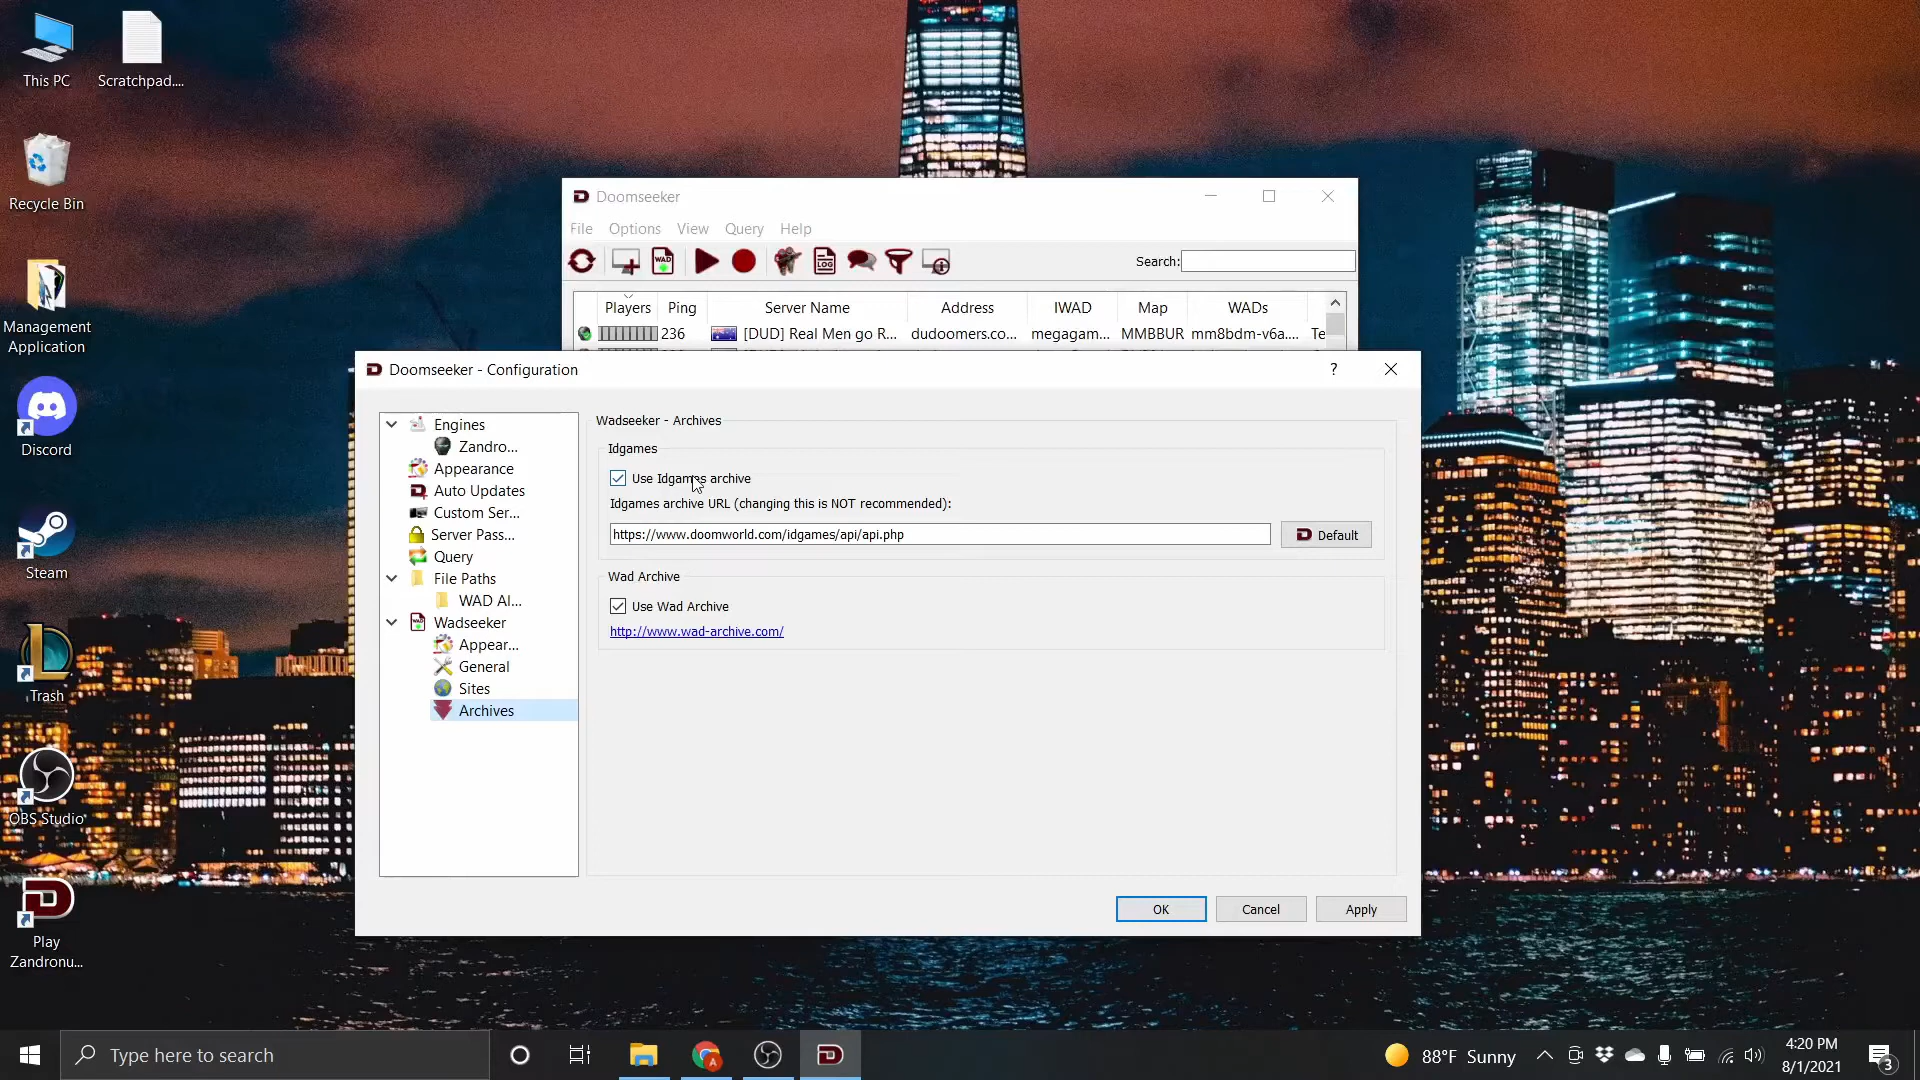 This PC
Scratchpad....
Recycle Bin
Management
Application
Discord
Steam
Trash
OBS Studio
Play
Zandronu...
Doomseeker
File Options View Query Help
WAD
LOG
Search:
Players Ping Server Name Address IWAD Map WADs
236 [DUD] Real Men go R... dudoomers.co... megagam... MMBBUR mm8bdm-v6a.... Te
Doomseeker - Configuration
?
Engines
Zandro...
Appearance
Auto Updates
Custom Ser...
Server Pass...
Query
File Paths
WAD Al...
Wadseeker
Appear...
General
Sites
Archives
Wadseeker - Archives
Idgames
Use Idgames archive
Idgames archive URL (changing this is NOT recommended):
https://www.doomworld.com/idgames/api/api.php
Default
Wad Archive
Use Wad Archive
http://www.wad-archive.com/
OK Cancel Apply
Type here to search
A
88°F Sunny
4:20 PM
8/1/2021
3